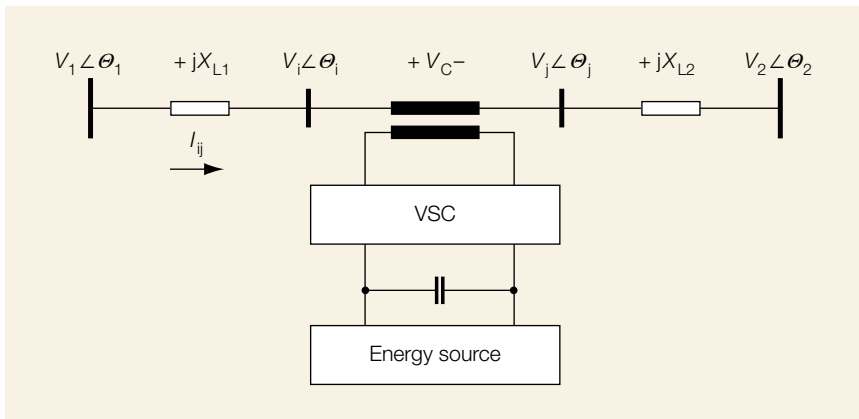 V1∠Θ1 + jXL1 Vi∠Θi + VC− Vj∠Θj + jXL2 V2∠Θ2
Iij
VSC
Energy source